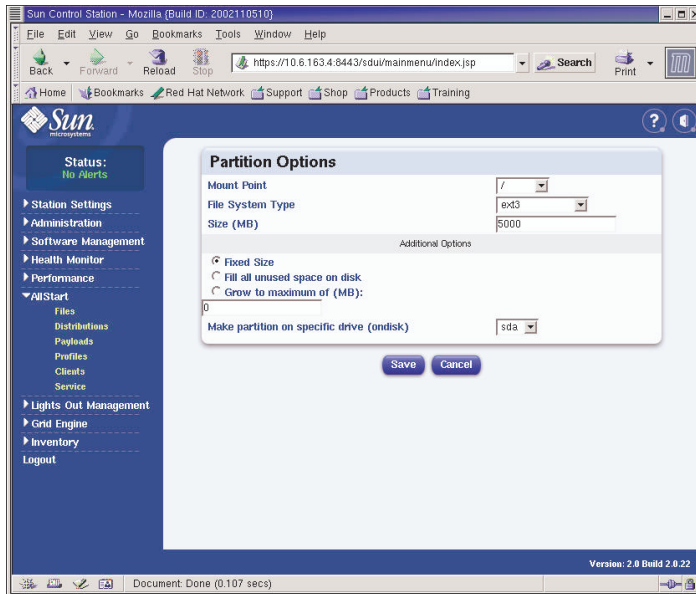 Sun Control Station - Mozilla {Build ID: 2002110510}
File Edit View Go Bookmarks Tools Window Help
Back Forward Reload Stop https://10.6.163.4:8443/sdui/mainmenu/index.jsp Search Print
Home Bookmarks Red Hat Network Support Shop Products Training
Sun
microsystems
?
Status:
No Alerts
Station Settings
Administration
Software Management
Health Monitor
Performance
AllStart
Files
Distributions
Payloads
Profiles
Clients
Service
Lights Out Management
Grid Engine
Inventory
Logout
Partition Options
Mount Point /
File System Type ext3
Size (MB) 5000
Additional Options
Fixed Size
Fill all unused space on disk
Grow to maximum of (MB):
0
Make partition on specific drive (ondisk) sda
Save Cancel
Version: 2.0 Build 2.0.22
Document: Done (0.107 secs)